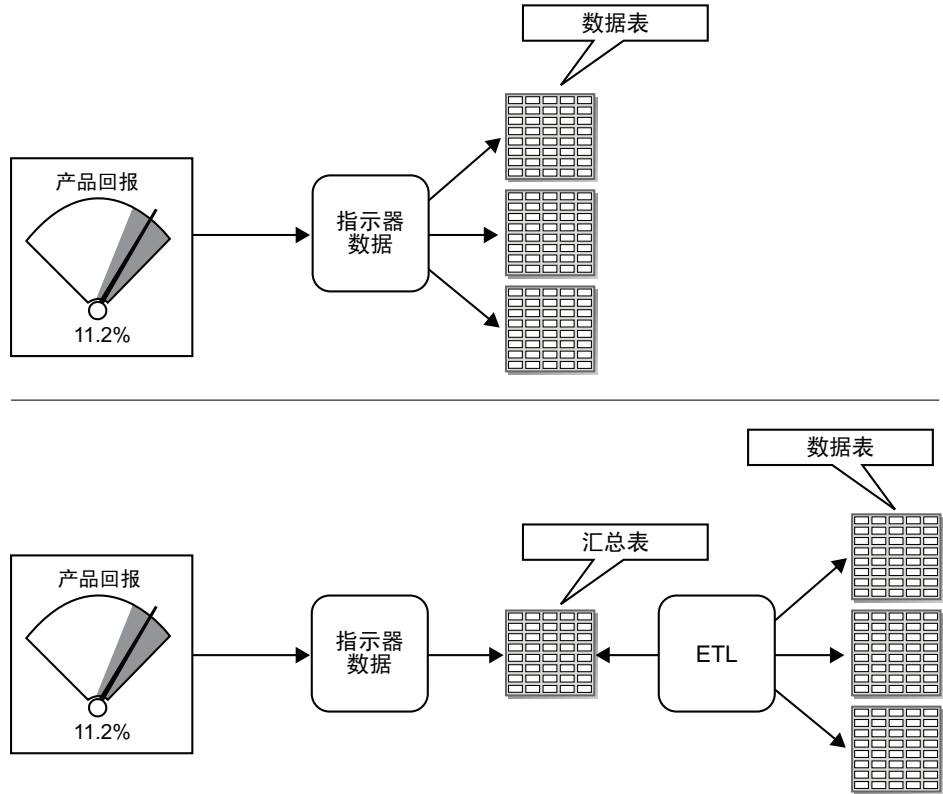 数据表
产品回报
指示器
数据
11.2%
数据表
汇总表
产品回报
指示器
数据
ETL
11.2%